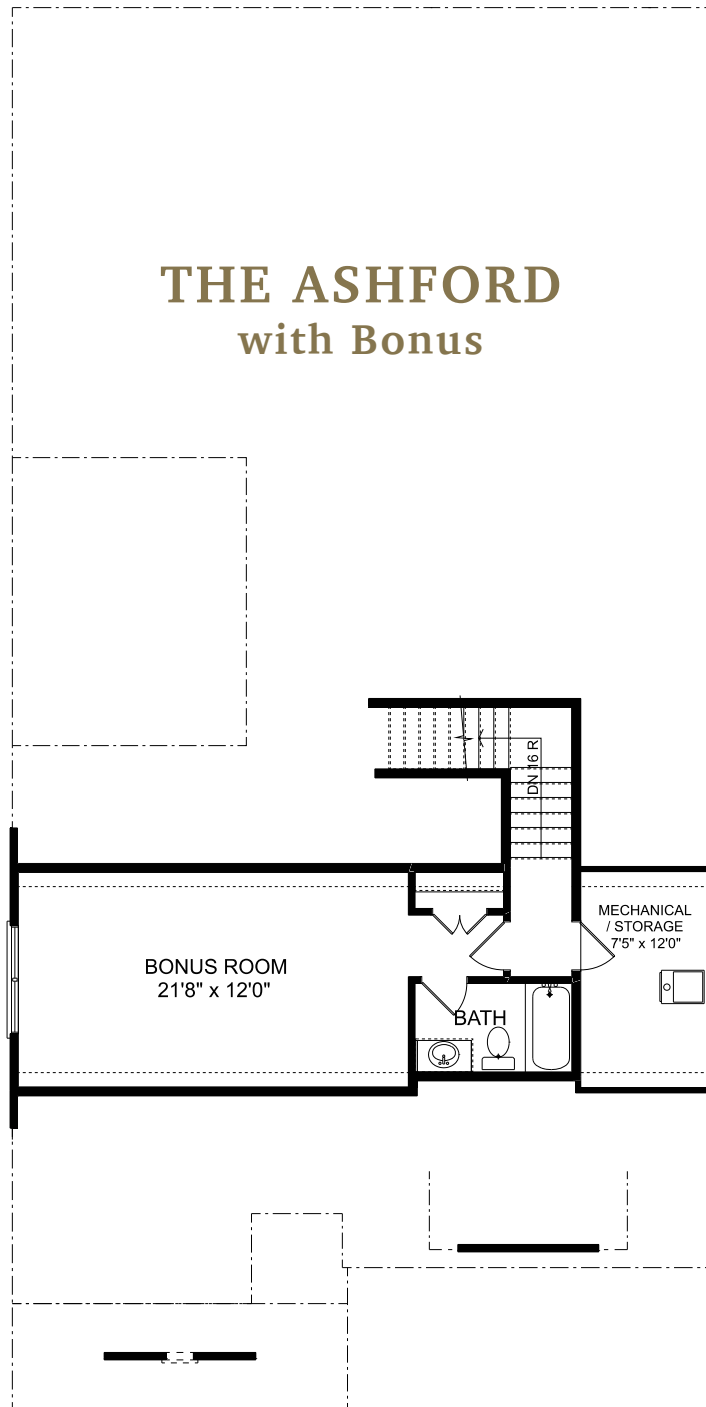 THE ASHFORD
with Bonus
DN 16 R
MECHANICAL
/ STORAGE
7'5" x 12'0"
BONUS ROOM
21'8" x 12'0"
BATH